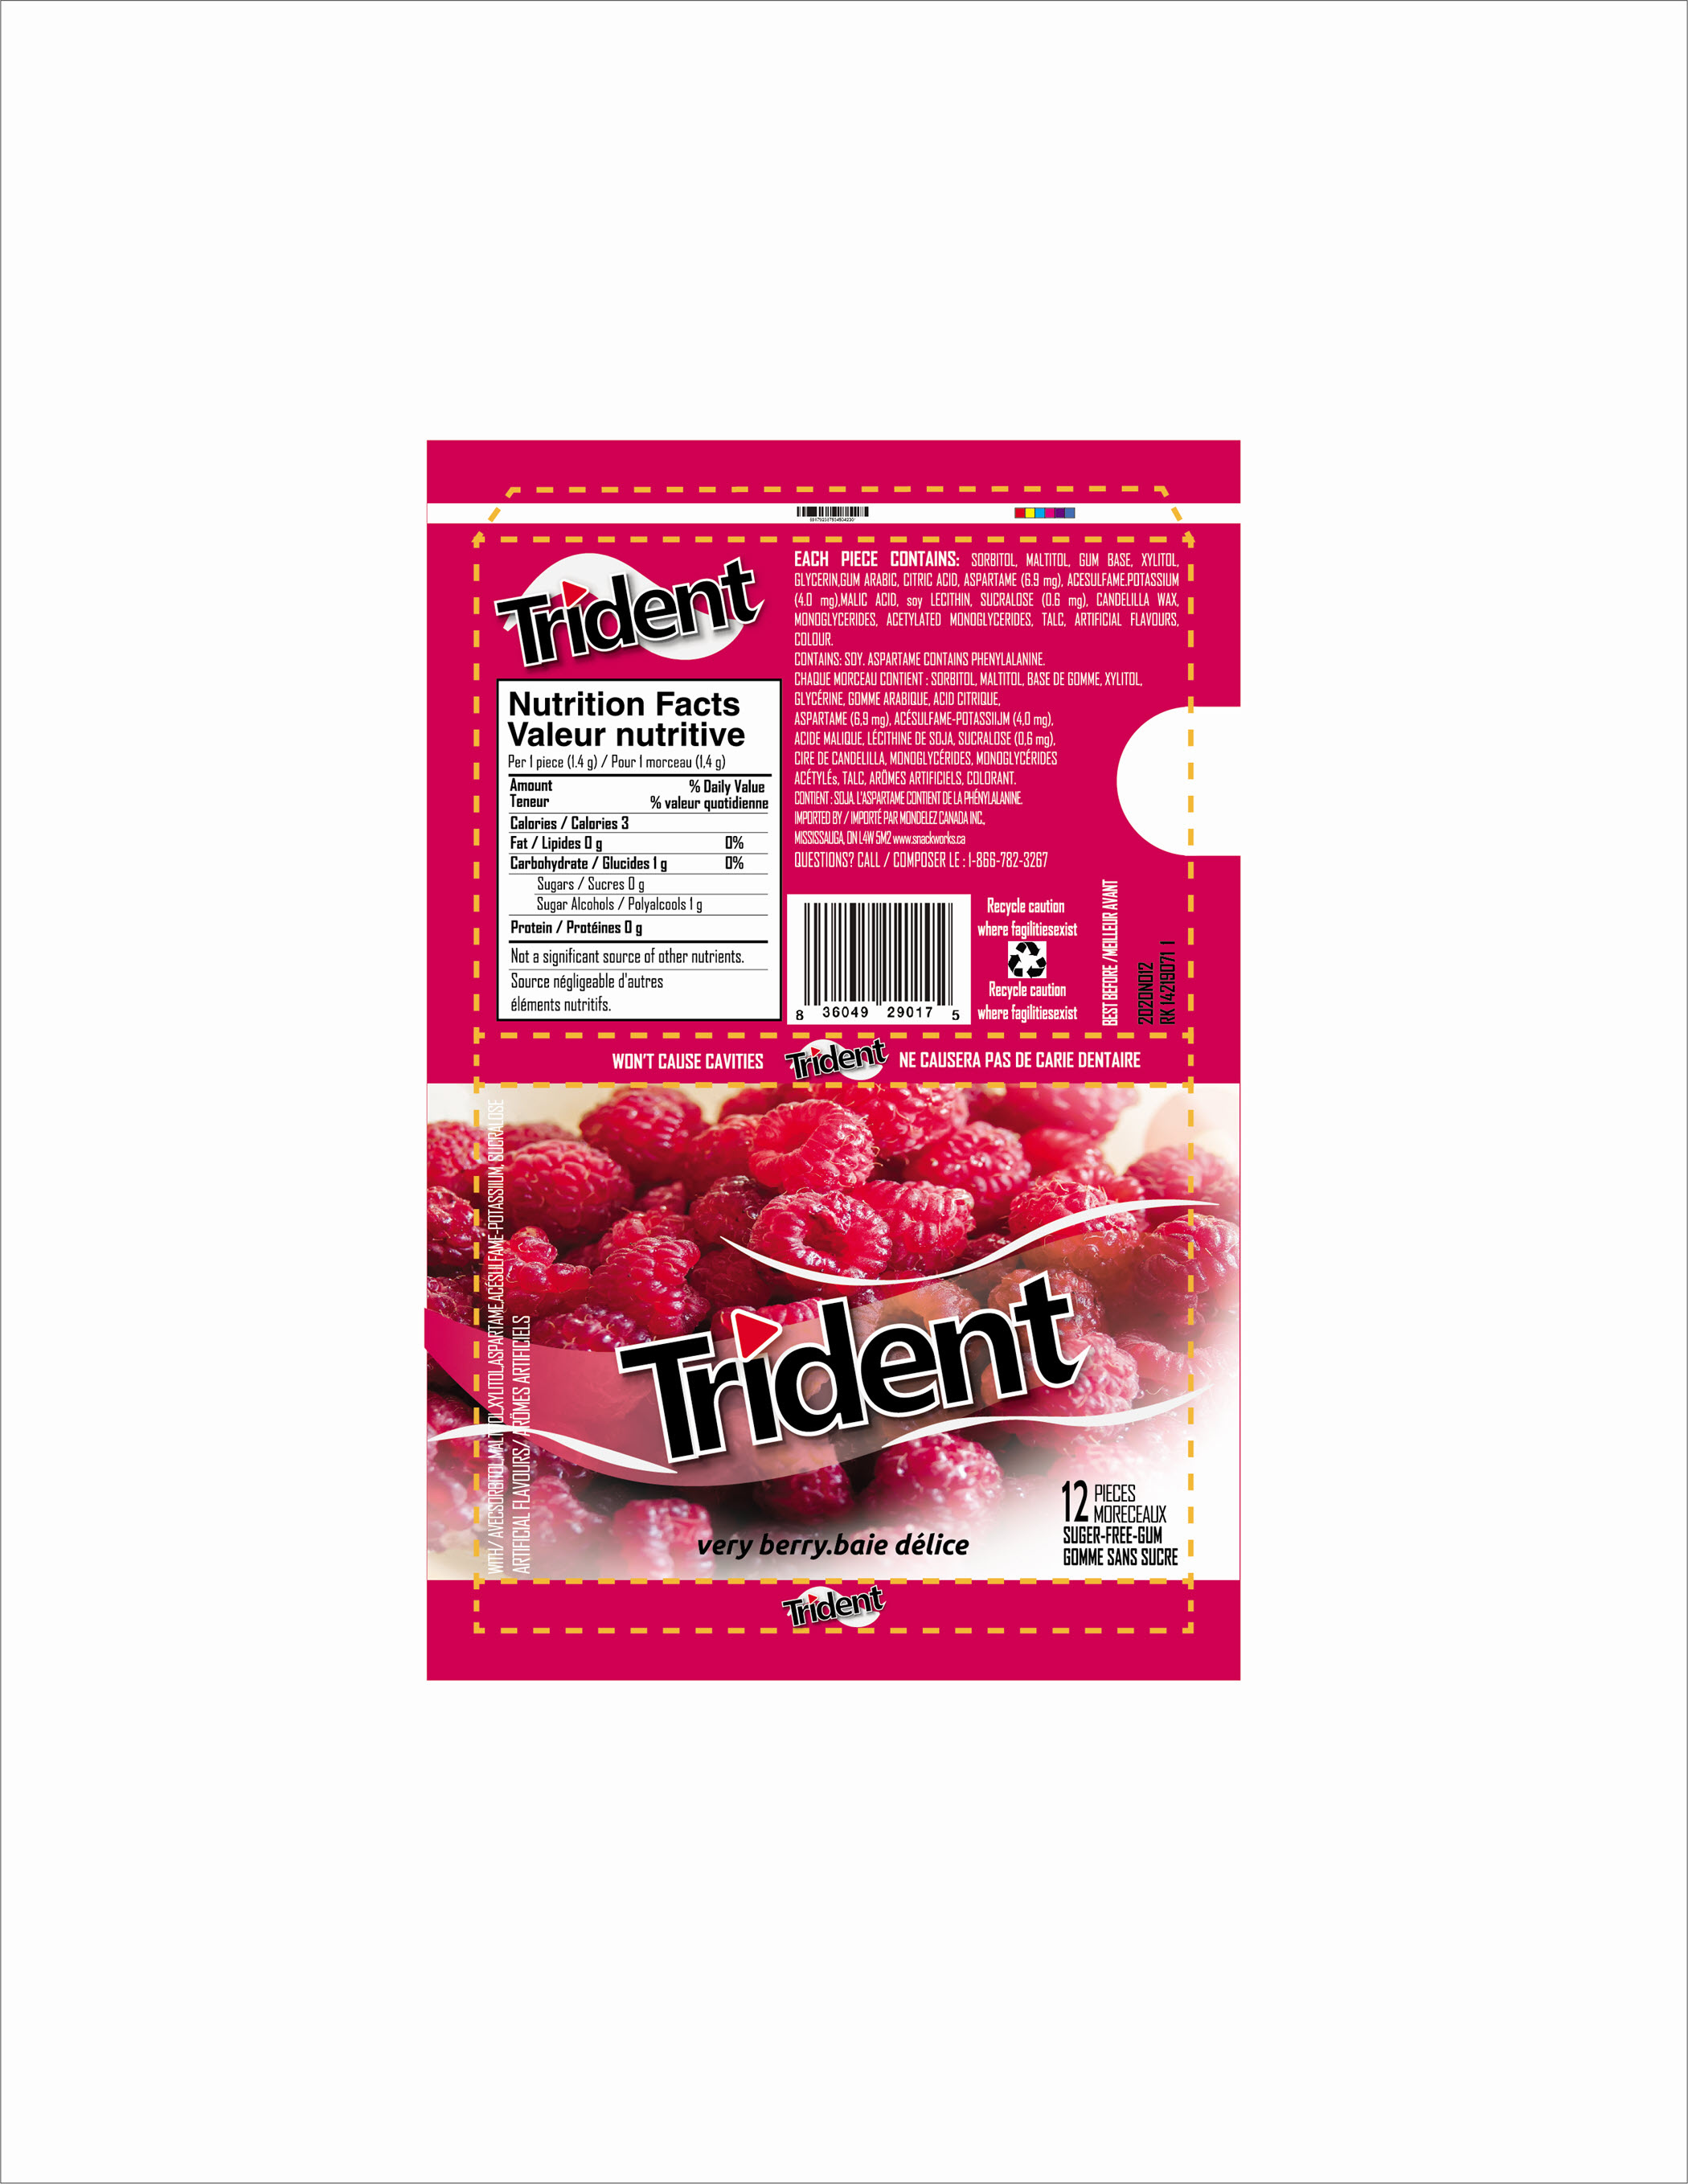 Trident
EACH PIECE CONTAINS: SORBITOL, MALTITOL, GUM BASE, XYLITOL,
GLYCERIN,GUM ARABIC, CITRIC ACID, ASPARTAME (6.9 mg), ACESULFAME.POTASSIUM
(4.0 mg),MALIC ACID, soy LECITHIN, SUCRALOSE (0.6 mg), CANDELILLA WAX,
MONOGLYCERIDES, ACETYLATED MONOGLYCERIDES, TALC, ARTIFICIAL FLAVOURS,
COLOUR.
CONTAINS: SOY. ASPARTAME CONTAINS PHENYLALANINE.
CHAQUE MORCEAU CONTIENT : SORBITOL, MALTITOL, BASE DE GOMME, XYLITOL,
GLYCÉRINE, GOMME ARABIQUE, ACID CITRIQUE,
ASPARTAME (6,9 mg), ACÉSULFAME-POTASSIIJM (4,0 mg),
ACIDE MALIQUE, LÉCITHINE DE SOJA, SUCRALOSE (0,6 mg),
CIRE DE CANDELILLA, MONOGLYCÉRIDES, MONOGLYCÉRIDES
ACÉTYLÉs, TALC, ARÔMES ARTIFICIELS, COLORANT.
CONTIENT : SOJA. L'ASPARTAME CONTIENT DE LA PHÉNYLALANINE.
IMPORTED BY / IMPORTÉ PAR MONDELEZ CANADA INC.,
MISSISSAUGA, ON L4W 5M2 www.snackworks.ca
QUESTIONS? CALL / COMPOSER LE : 1-866-782-3267
Nutrition Facts
Valeur nutritive
Per 1 piece (1.4 g) / Pour 1 morceau (1,4 g)
Amount % Daily Value
Teneur % valeur quotidienne
Calories / Calories 3
Fat / Lipides 0 g 0%
Carbohydrate / Glucides 1 g 0%
Sugars / Sucres 0 g
Sugar Alcohols / Polyalcools 1 g
Protein / Protéines 0 g
Not a significant source of other nutrients.
Source négligeable d'autres
éléments nutritifs.
8 36049 29017 5
Recycle caution
where fagilitiesexist
Recycle caution
where fagilitiesexist
BEST BEFORE /MEILLEUR AVANT
2020N012
RK 14219071 1
WON'T CAUSE CAVITIES Trident NE CAUSERA PAS DE CARIE DENTAIRE
WITH/ AVECSORBITOL,MALTITOLXYLITOL,ASPARTAME,ACÉSULFAME-POTASSIIUM, SUCRALOSE
ARTIFICIAL FLAVOURS/ ARÔMES ARTIFICIELS
Trident
very berry.baie délice
12 PIECES
MORECEAUX
SUGER-FREE-GUM
GOMME SANS SUCRE
Trident